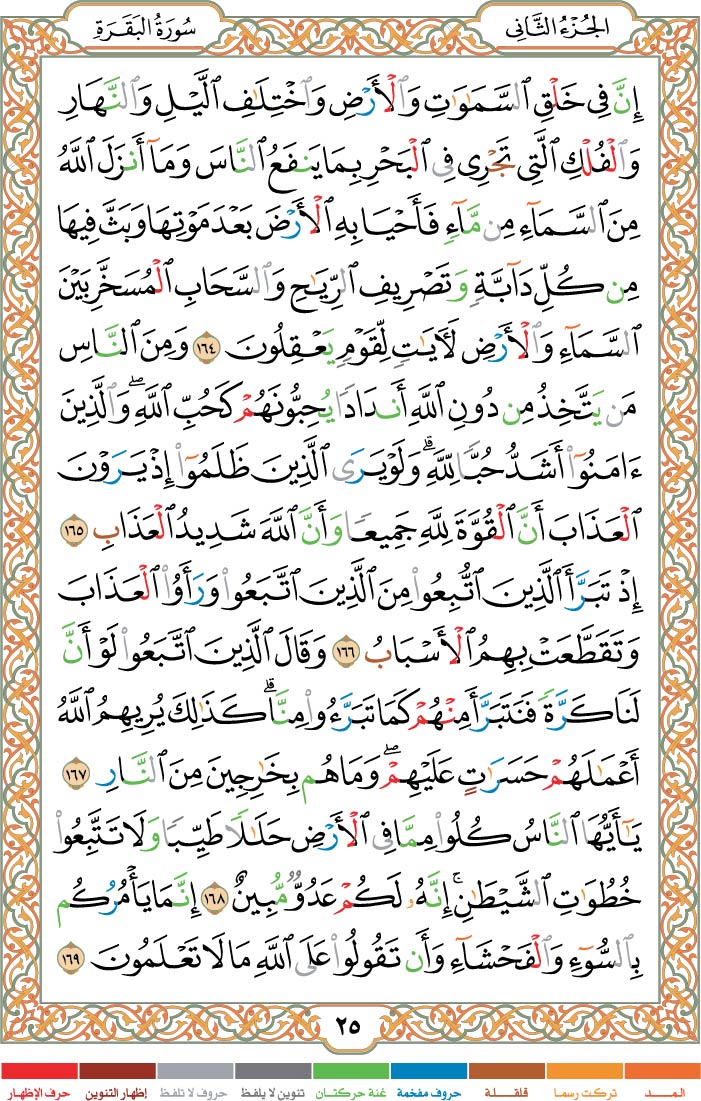 الجُزْءُ الثَّانِى
سُورَةُ البَقَرَةِ
إِنَّ فِى خَلْقِ ٱلسَّمَٰوَٰتِ وَٱلْأَرْضِ وَٱخْتِلَٰفِ ٱلَّيْلِ وَٱلنَّهَارِ
وَٱلْفُلْكِ ٱلَّتِى تَجْرِى فِى ٱلْبَحْرِ بِمَا يَنفَعُ ٱلنَّاسَ وَمَآ أَنزَلَ ٱللَّهُ
مِنَ ٱلسَّمَآءِ مِن مَّآءٍ فَأَحْيَا بِهِ ٱلْأَرْضَ بَعْدَ مَوْتِهَا وَبَثَّ فِيهَا
مِن كُلِّ دَآبَّةٍ وَتَصْرِيفِ ٱلرِّيَٰحِ وَٱلسَّحَابِ ٱلْمُسَخَّرِ بَيْنَ
ٱلسَّمَآءِ وَٱلْأَرْضِ لَأٓيَٰتٍ لِّقَوْمٍ يَعْقِلُونَ ١٦٤ وَمِنَ ٱلنَّاسِ
مَن يَتَّخِذُ مِن دُونِ ٱللَّهِ أَندَادًا يُحِبُّونَهُمْ كَحُبِّ ٱللَّهِۖ وَٱلَّذِينَ
ءَامَنُوٓا۟ أَشَدُّ حُبًّا لِّلَّهِۗ وَلَوْ يَرَى ٱلَّذِينَ ظَلَمُوٓا۟ إِذْ يَرَوْنَ
ٱلْعَذَابَ أَنَّ ٱلْقُوَّةَ لِلَّهِ جَمِيعًا وَأَنَّ ٱللَّهَ شَدِيدُ ٱلْعَذَابِ ١٦٥
إِذْ تَبَرَّأَ ٱلَّذِينَ ٱتُّبِعُوا۟ مِنَ ٱلَّذِينَ ٱتَّبَعُوا۟ وَرَأَوُا۟ ٱلْعَذَابَ
وَتَقَطَّعَتْ بِهِمُ ٱلْأَسْبَابُ ١٦٦ وَقَالَ ٱلَّذِينَ ٱتَّبَعُوا۟ لَوْ أَنَّ
لَنَا كَرَّةً فَنَتَبَرَّأَ مِنْهُمْ كَمَا تَبَرَّءُوا۟ مِنَّاۗ كَذَٰلِكَ يُرِيهِمُ ٱللَّهُ
أَعْمَٰلَهُمْ حَسَرَٰتٍ عَلَيْهِمْۖ وَمَا هُم بِخَٰرِجِينَ مِنَ ٱلنَّارِ ١٦٧
يَٰٓأَيُّهَا ٱلنَّاسُ كُلُوا۟ مِمَّا فِى ٱلْأَرْضِ حَلَٰلًا طَيِّبًا وَلَا تَتَّبِعُوا۟
خُطُوَٰتِ ٱلشَّيْطَٰنِۚ إِنَّهُۥ لَكُمْ عَدُوٌّ مُّبِينٌ ١٦٨ إِنَّمَا يَأْمُرُكُم
بِٱلسُّوٓءِ وَٱلْفَحْشَآءِ وَأَن تَقُولُوا۟ عَلَى ٱللَّهِ مَا لَا تَعْلَمُونَ ١٦٩
٢٥
المــــد
تركت رسما
قلقـلة
حروف مفخمة
غنة حركتان
تنوين لا يلفظ
حروف لا تلفظ
إظهار التنوين
حرف الإظهار